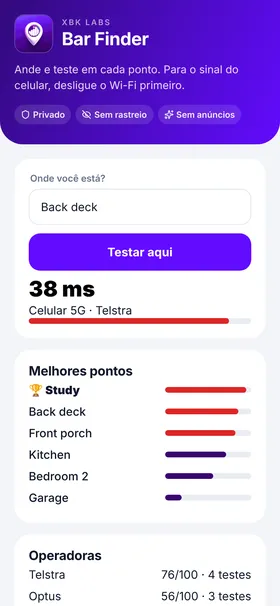 XBK LABS
Bar Finder
Ande e teste em cada ponto. Para o sinal do
celular, desligue o Wi-Fi primeiro.
Privado
Sem rastreio
Sem anúncios
Onde você está?
Back deck
Testar aqui
38 ms
Celular 5G · Telstra
Melhores pontos
🏆 Study
Back deck
Front porch
Kitchen
Bedroom 2
Garage
Operadoras
Telstra 76/100 · 4 testes
Optus 56/100 · 3 testes